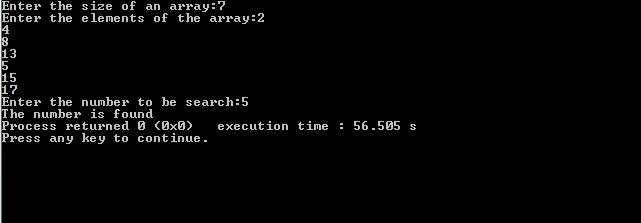 Enter the size of an array:7
Enter the elements of the array:2
4
8
13
5
15
17
Enter the number to be search:5
The number is found
Process returned 0 (0x0)   execution time : 56.505 s
Press any key to continue.